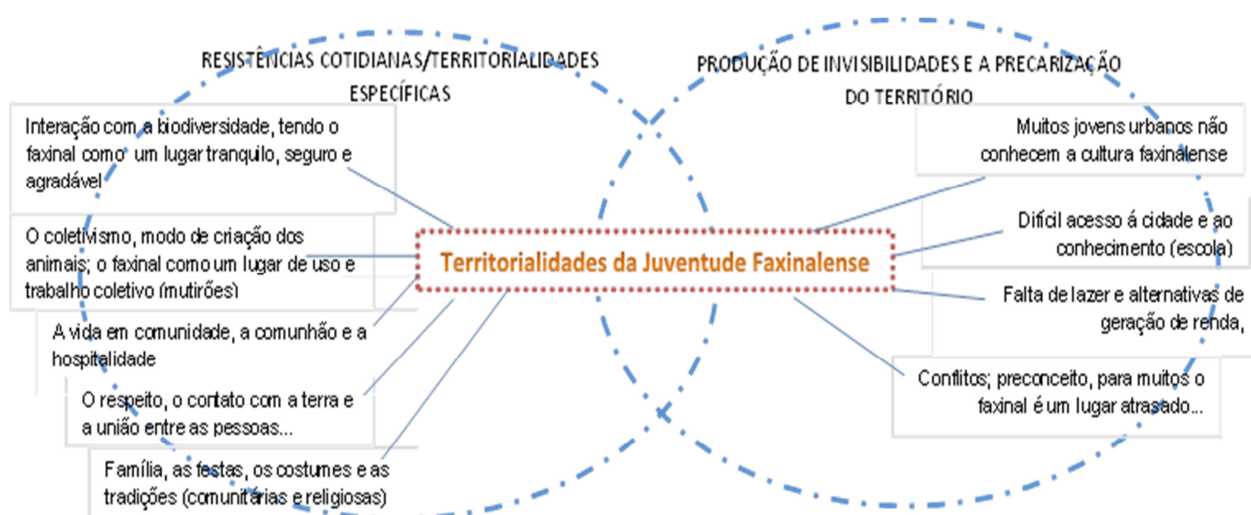 RESISTÊNCIAS COTIDIANAS/TERRITORIALIDADES
ESPECÍFICAS
Interação com a biodiversidade, tendo o
faxinal como um lugar tranquilo, seguro e
agradável
O coletivismo, modo de criação dos
animais; o faxinal como um lugar de uso e
trabalho coletivo (mutirões)
A vida em comunidade, a comunhão e a
hospitalidade
O respeito, o contato com a terra e
a união entre as pessoas...
Família, as festas, os costumes e as
tradições (comunitárias e religiosas)
Territorialidades da Juventude Faxinalense
PRODUÇÃO DE INVISIBILIDADES E A PRECARIZAÇÃO
DO TERRITÓRIO
Muitos jovens urbanos não
conhecem a cultura faxinalense
Difícil acesso á cidade e ao
conhecimento (escola)
Falta de lazer e alternativas de
geração de renda,
Conflitos; preconceito, para muitos o
faxinal é um lugar atrasado...